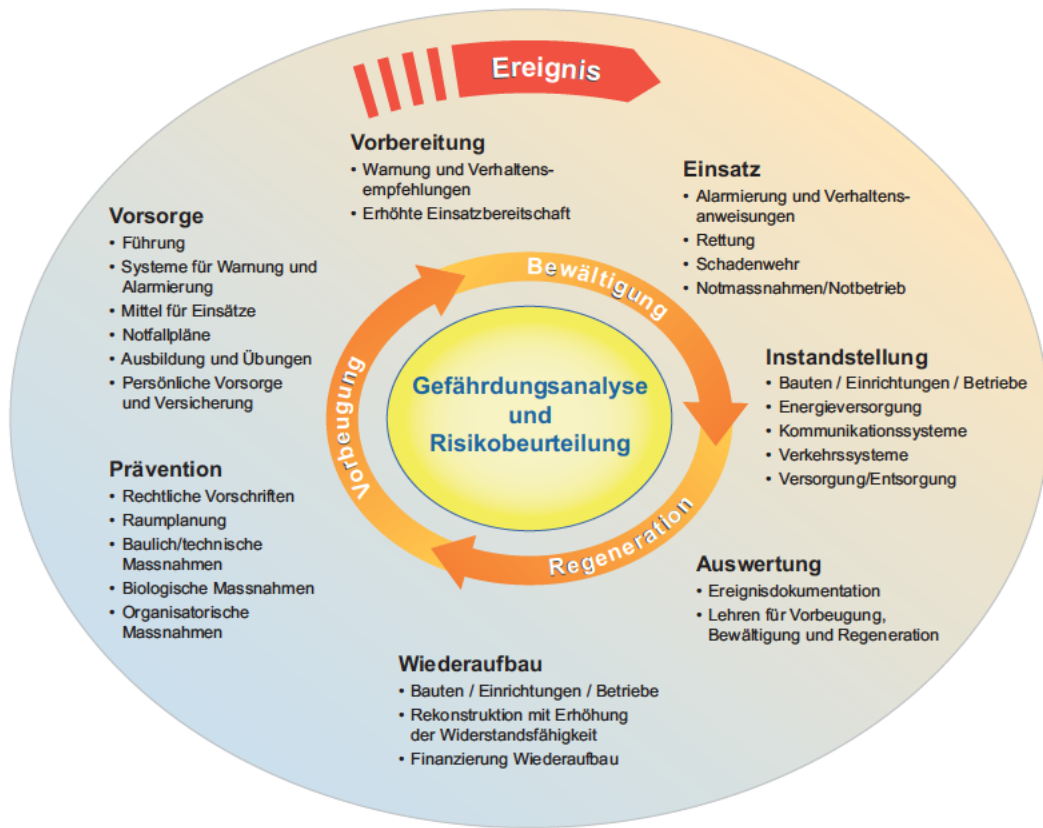 Ereignis
Vorbereitung
• Warnung und Verhaltens-
empfehlungen
• Erhöhte Einsatzbereitschaft
Einsatz
• Alarmierung und Verhaltens-
anweisungen
• Rettung
• Schadenwehr
• Notmassnahmen/Notbetrieb
Instandstellung
• Bauten / Einrichtungen / Betriebe
• Energieversorgung
• Kommunikationssysteme
• Verkehrssysteme
• Versorgung/Entsorgung
Auswertung
• Ereignisdokumentation
• Lehren für Vorbeugung,
Bewältigung und Regeneration
Wiederaufbau
• Bauten / Einrichtungen / Betriebe
• Rekonstruktion mit Erhöhung
der Widerstandsfähigkeit
• Finanzierung Wiederaufbau
Prävention
• Rechtliche Vorschriften
• Raumplanung
• Baulich/technische
Massnahmen
• Biologische Massnahmen
• Organisatorische
Massnahmen
Vorsorge
• Führung
• Systeme für Warnung und
Alarmierung
• Mittel für Einsätze
• Notfallpläne
• Ausbildung und Übungen
• Persönliche Vorsorge
und Versicherung
Bewältigung
Regeneration
Vorbeugung
Gefährdungsanalyse
und
Risikobeurteilung